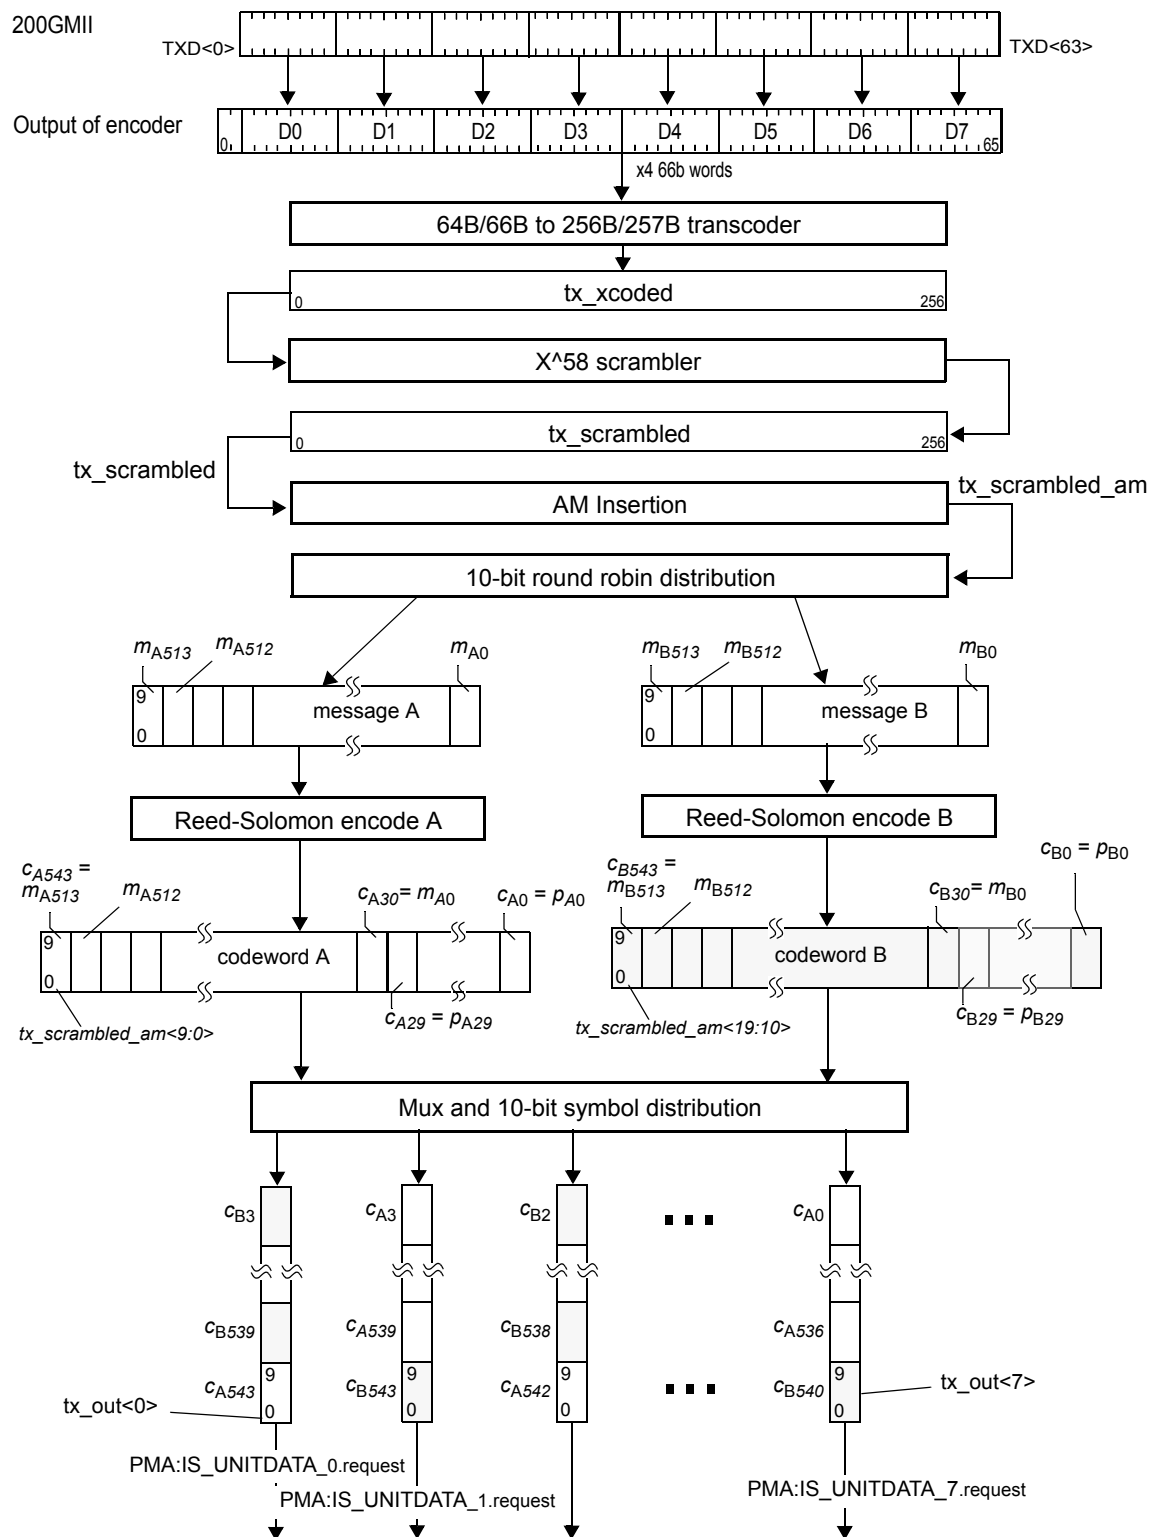 200GMII
TXD<0>
TXD<63>
Output of encoder
0
D0
D1
D2
D3
D4
D5
D6
D7
65
x4 66b words
64B/66B to 256B/257B transcoder
tx_xcoded
0
256
X^58 scrambler
tx_scrambled
0
256
tx_scrambled
AM Insertion
tx_scrambled_am
10-bit round robin distribution
mA513
mA512
mA0
mB513
mB512
mB0
9
message A
0
9
message B
0
Reed-Solomon encode A
Reed-Solomon encode B
cA543 =
mA513
mA512
cA30= mA0
cA0 = pA0
cB543 =
mB513
mB512
cB30= mB0
cB0 = pB0
9
codeword A
0
9
codeword B
0
cA29 = pA29
tx_scrambled_am<9:0>
cB29 = pB29
tx_scrambled_am<19:10>
Mux and 10-bit symbol distribution
cB3
cA3
cB2
cA0
cB539
cA539
cB538
cA536
cA543
9
0
cB543
9
0
cA542
9
0
cB540
9
0
tx_out<0>
tx_out<7>
PMA:IS_UNITDATA_0.request
PMA:IS_UNITDATA_1.request
PMA:IS_UNITDATA_7.request